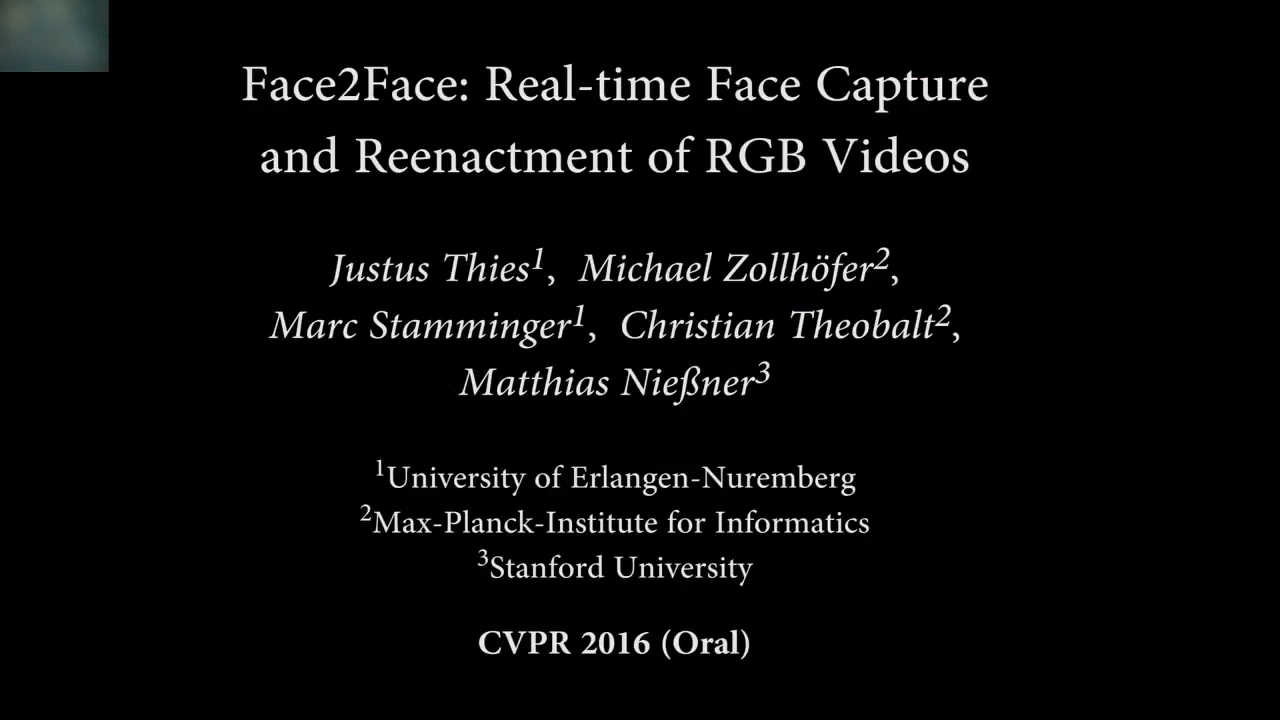 Face2Face: Real-time Face Capture
and Reenactment of RGB Videos
Justus Thies¹, Michael Zollhöfer²,
Marc Stamminger¹, Christian Theobalt²,
Matthias Nießner³
¹University of Erlangen-Nuremberg
²Max-Planck-Institute for Informatics
³Stanford University
CVPR 2016 (Oral)